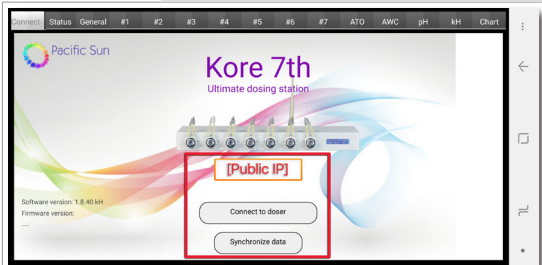 Connect Status General #1 #2 #3 #4 #5 #6 #7 ATO AWC pH kH Chart
Pacific Sun
Kore 7th
Ultimate dosing station
[Public IP]
Connect to doser
Synchronize data
Software version: 1.8.40 kH
Firmware version:
....